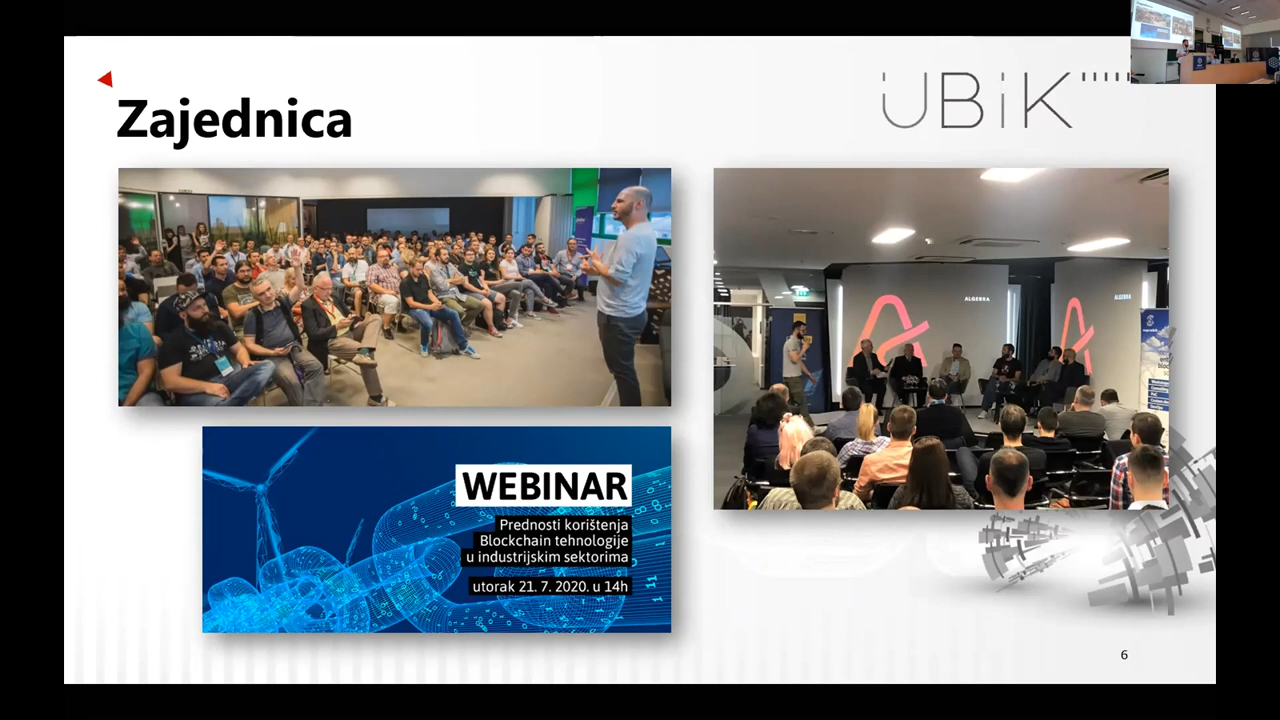 UBIK
Zajednica
ALGEBRA
ALGEBRA
WEBINAR
Prednosti korištenja
Blockchain tehnologije
u industrijskim sektorima
utorak 21. 7. 2020. u 14h
6